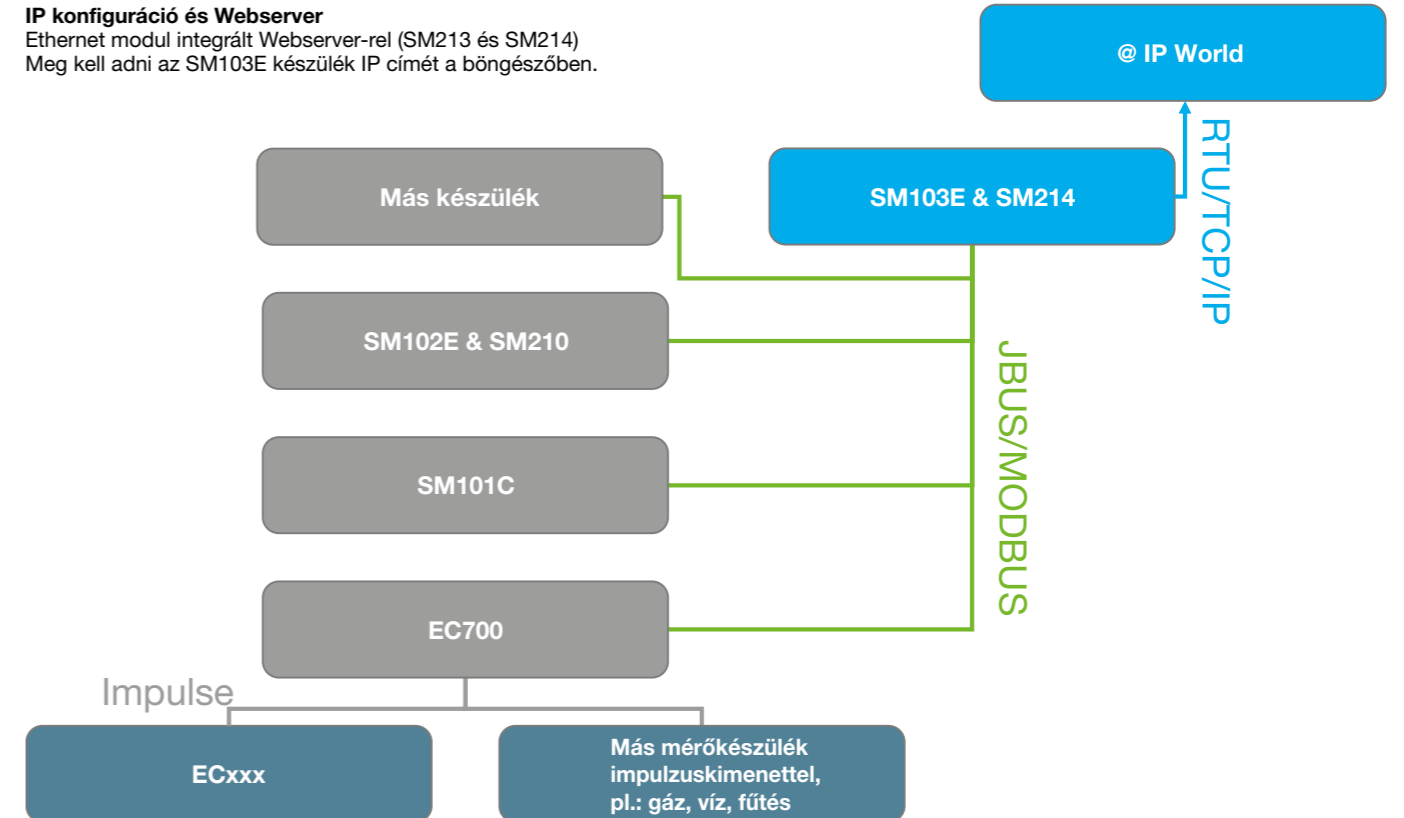 IP konfiguráció és Webserver
Ethernet modul integrált Webserver-rel (SM213 és SM214)
Meg kell adni az SM103E készülék IP címét a böngészőben.
@ IP World
RTU/TCP/IP
Más készülék
SM103E & SM214
SM102E & SM210
JBUS/MODBUS
SM101C
EC700
Impulse
ECxxx
Más mérőkészülék
impulzuskimenettel,
pl.: gáz, víz, fűtés